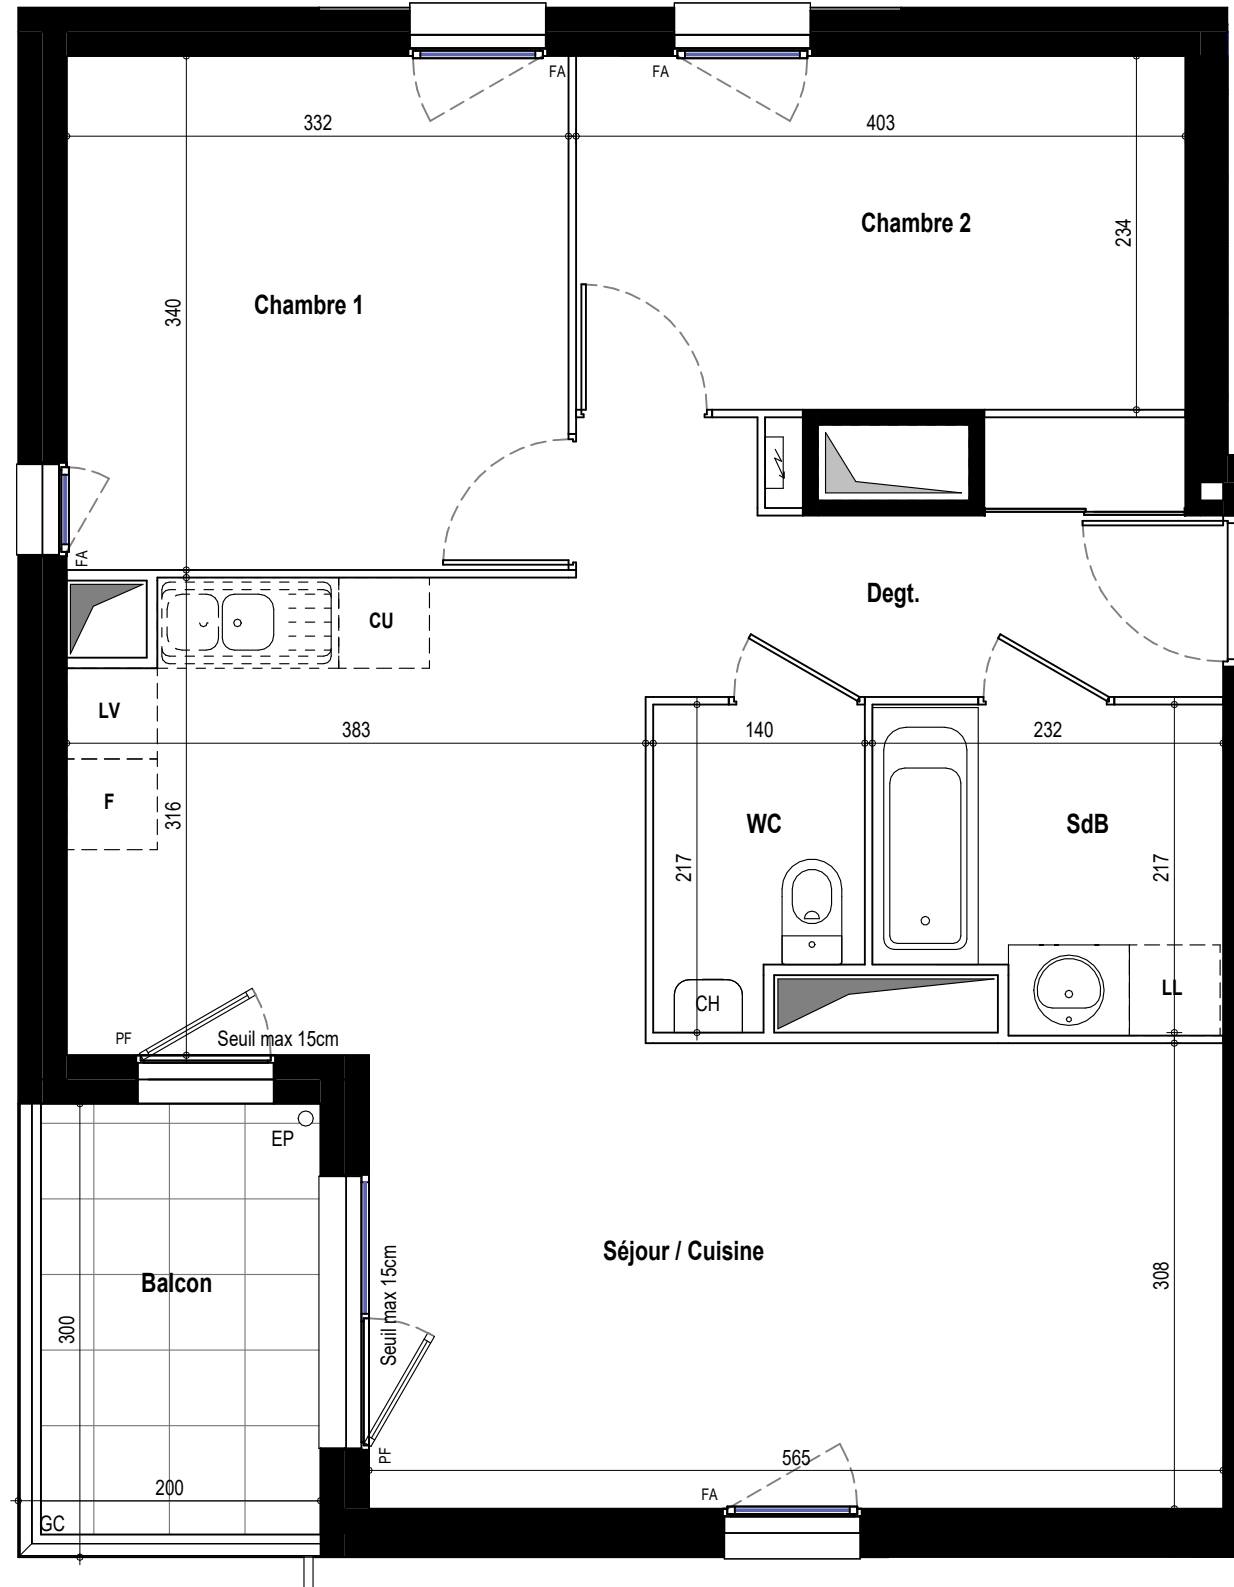 FA
FA
332
403
Chambre 2
234
Chambre 1
340
FA
Degt.
CU
LV
383
140
232
F
316
WC
SdB
217
217
CH
LL
PF
Seuil max 15cm
EP
Séjour / Cuisine
Balcon
Seuil max 15cm
308
300
PF
565
200
FA
GC